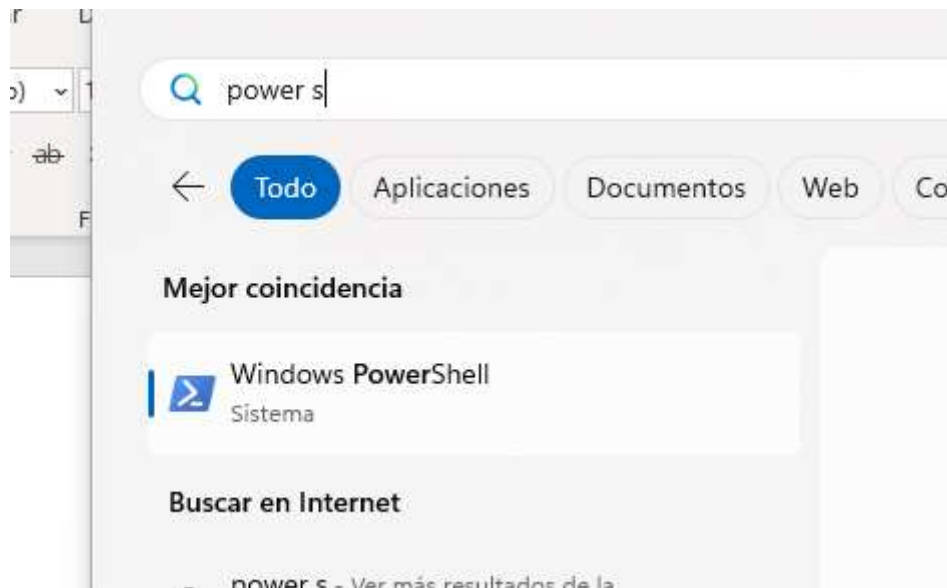 power s
ab
Todo Aplicaciones Documentos Web
Mejor coincidencia
Windows PowerShell
Sistema
Buscar en Internet
power s - Ver más resultados de la